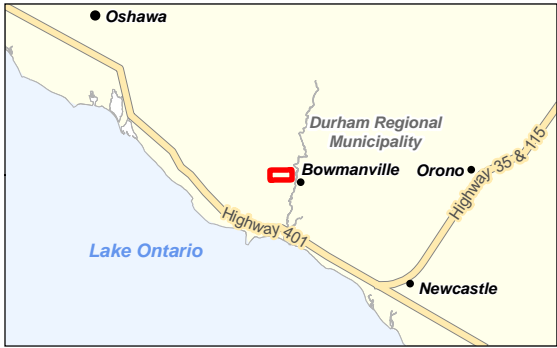 Oshawa
Durham Regional
Municipality
Bowmanville
Orono
Highway 35 & 115
Highway 401
Lake Ontario
Newcastle